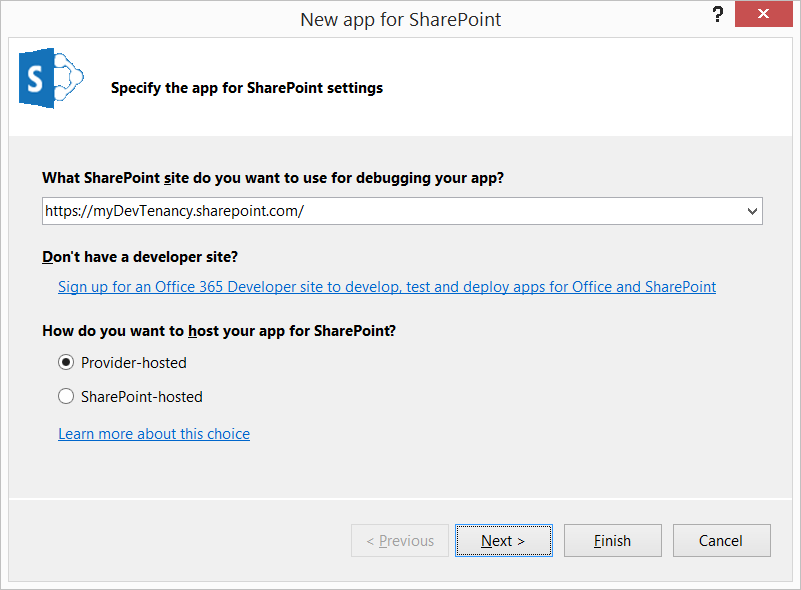 New app for SharePoint
?
S
Specify the app for SharePoint settings
What SharePoint site do you want to use for debugging your app?
https://myDevTenancy.sharepoint.com/
Don't have a developer site?
Sign up for an Office 365 Developer site to develop, test and deploy apps for Office and SharePoint
How do you want to host your app for SharePoint?
Provider-hosted
SharePoint-hosted
Learn more about this choice
< Previous
Next >
Finish
Cancel